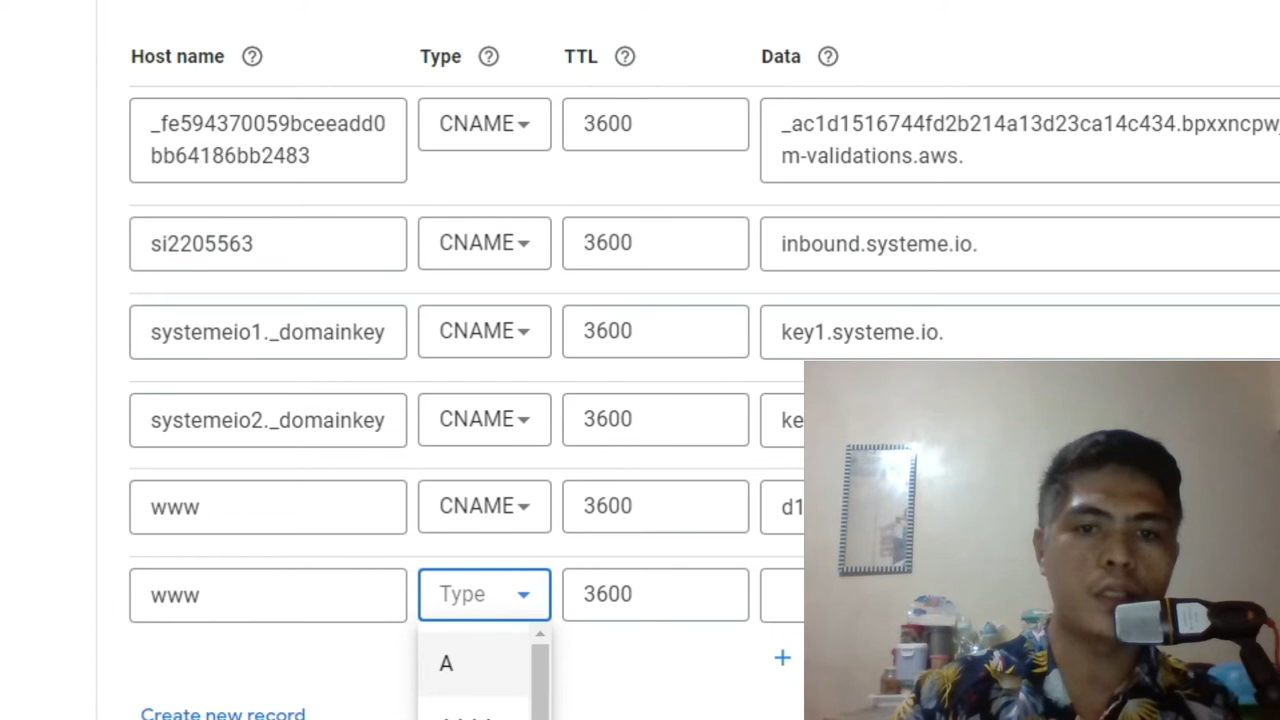 Host name Type TTL Data
_fe594370059bceeadd0 CNAME 3600 _ac1d1516744fd2b214a13d23ca14c434.bpxxncpw
bb64186bb2483 m-validations.aws.
si2205563 CNAME 3600 inbound.systeme.io.
systemeio1._domainkey CNAME 3600 key1.systeme.io.
systemeio2._domainkey CNAME 3600 ke
www CNAME 3600 d1
www Type 3600
A
Create new record